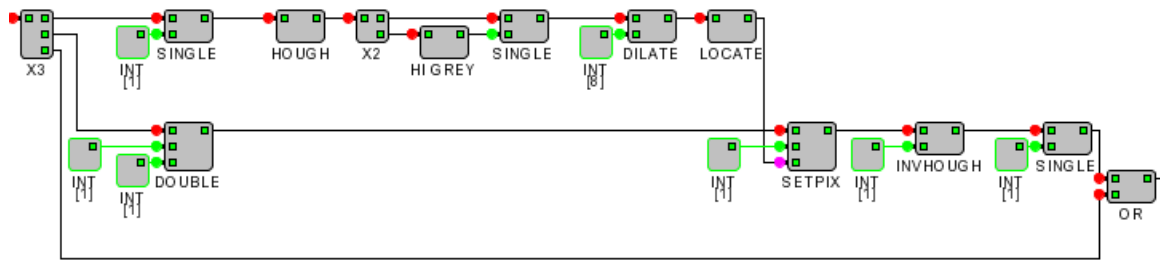 X3
INT
[1]
SINGLE
HOUGH
X2
HIGREY
SINGLE
INT
[8]
DILATE
LOCATE
INT
[1]
INT
[1]
DOUBLE
INT
[1]
SETPIX
INT
[1]
INVHOUGH
INT
[1]
SINGLE
OR